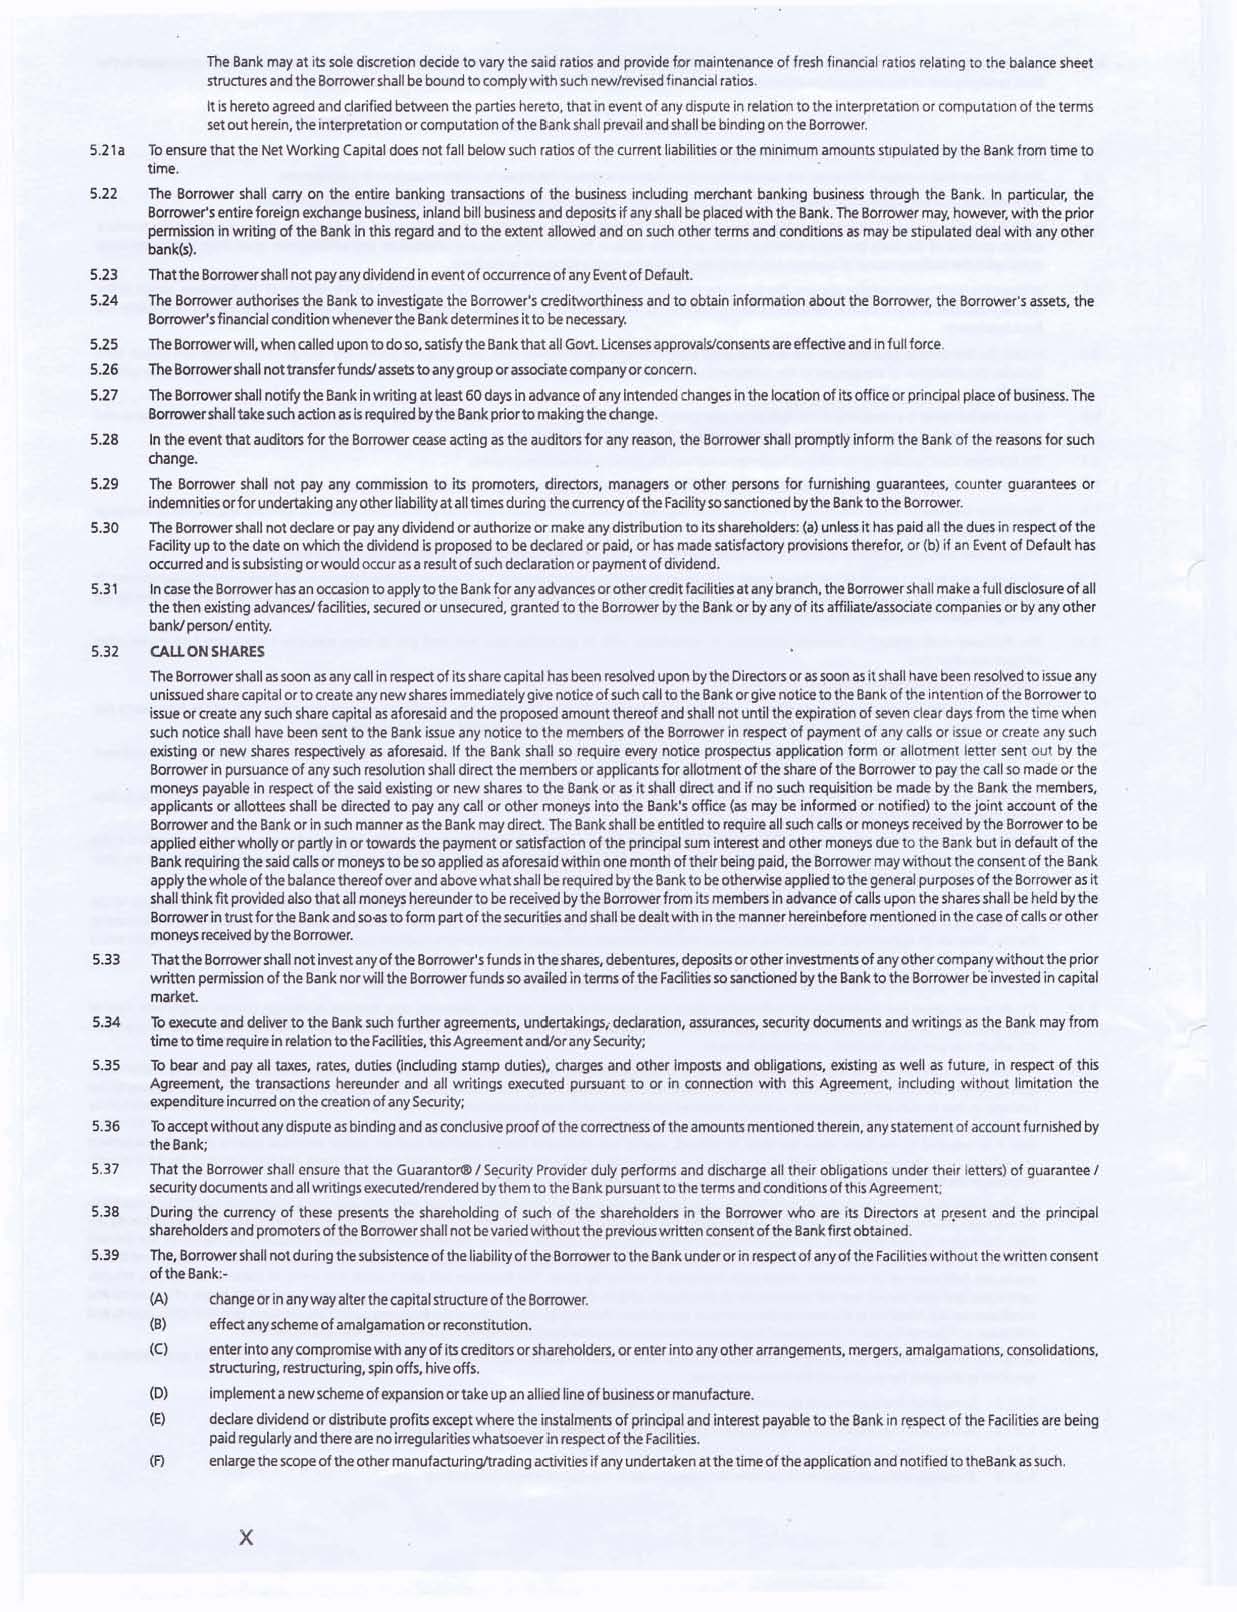 The Bank may at its sole discretion decide to vary the said ratios and provide for maintenance of fresh financial ratios relating to the balance sheet
structures and the Borrower shall be bound to comply with such new/revised financial ratios.
It is hereto agreed and clarified between the parties hereto, that in event of any dispute in relation to the interpretation or computation of the terms
set out herein, the interpretation or computation of the Bank shall prevail and shall be binding on the Borrower.
5.21a To ensure that the Net Working Capital does not fall below such ratios of the current liabilities or the minimum amounts stipulated by the Bank from time to
time.
5.22 The Borrower shall carry on the entire banking transactions of the business including merchant banking business through the Bank. In particular, the
Borrower's entire foreign exchange business, inland bill business and deposits if any shall be placed with the Bank. The Borrower may, however, with the prior
permission in writing of the Bank in this regard and to the extent allowed and on such other terms and conditions as may be stipulated deal with any other
bank(s).
5.23 That the Borrower shall not pay any dividend in event of occurrence of any Event of Default.
5.24 The Borrower authorises the Bank to investigate the Borrower's creditworthiness and to obtain information about the Borrower, the Borrower's assets, the
Borrower's financial condition whenever the Bank determines it to be necessary.
5.25 The Borrower will, when called upon to do so, satisfy the Bank that all Govt. Licenses approvals/consents are effective and in full force.
5.26 The Borrower shall not transfer funds/ assets to any group or associate company or concern.
5.27 The Borrower shall notify the Bank in writing at least 60 days in advance of any intended changes in the location of its office or principal place of business. The
Borrower shall take such action as is required by the Bank prior to making the change.
5.28 In the event that auditors for the Borrower cease acting as the auditors for any reason, the Borrower shall promptly inform the Bank of the reasons for such
change.
5.29 The Borrower shall not pay any commission to its promoters, directors, managers or other persons for furnishing guarantees, counter guarantees or
indemnities or for undertaking any other liability at all times during the currency of the Facility so sanctioned by the Bank to the Borrower.
5.30 The Borrower shall not declare or pay any dividend or authorize or make any distribution to its shareholders: (a) unless it has paid all the dues in respect of the
Facility up to the date on which the dividend is proposed to be declared or paid, or has made satisfactory provisions therefor, or (b) if an Event of Default has
occurred and is subsisting or would occur as a result of such declaration or payment of dividend.
5.31 In case the Borrower has an occasion to apply to the Bank for any advances or other credit facilities at any branch, the Borrower shall make a full disclosure of all
the then existing advances/ facilities, secured or unsecured, granted to the Borrower by the Bank or by any of its affiliate/associate companies or by any other
bank/ person/ entity.
5.32 CALL ON SHARES
The Borrower shall as soon as any call in respect of its share capital has been resolved upon by the Directors or as soon as it shall have been resolved to issue any
unissued share capital or to create any new shares immediately give notice of such call to the Bank or give notice to the Bank of the intention of the Borrower to
issue or create any such share capital as aforesaid and the proposed amount thereof and shall not until the expiration of seven clear days from the time when
such notice shall have been sent to the Bank issue any notice to the members of the Borrower in respect of payment of any calls or issue or create any such
existing or new shares respectively as aforesaid. If the Bank shall so require every notice prospectus application form or allotment letter sent out by the
Borrower in pursuance of any such resolution shall direct the members or applicants for allotment of the share of the Borrower to pay the call so made or the
moneys payable in respect of the said existing or new shares to the Bank or as it shall direct and if no such requisition be made by the Bank the members,
applicants or allottees shall be directed to pay any call or other moneys into the Bank's office (as may be informed or notified) to the joint account of the
Borrower and the Bank or in such manner as the Bank may direct. The Bank shall be entitled to require all such calls or moneys received by the Borrower to be
applied either wholly or partly in or towards the payment or satisfaction of the principal sum interest and other moneys due to the Bank but in default of the
Bank requiring the said calls or moneys to be so applied as aforesaid within one month of their being paid, the Borrower may without the consent of the Bank
apply the whole of the balance thereof over and above what shall be required by the Bank to be otherwise applied to the general purposes of the Borrower as it
shall think fit provided also that all moneys hereunder to be received by the Borrower from its members in advance of calls upon the shares shall be held by the
Borrower in trust for the Bank and so as to form part of the securities and shall be dealt with in the manner hereinbefore mentioned in the case of calls or other
moneys received by the Borrower.
5.33 That the Borrower shall not invest any of the Borrower's funds in the shares, debentures, deposits or other investments of any other company without the prior
written permission of the Bank nor will the Borrower funds so availed in terms of the Facilities so sanctioned by the Bank to the Borrower be invested in capital
market.
5.34 To execute and deliver to the Bank such further agreements, undertakings, declaration, assurances, security documents and writings as the Bank may from
time to time require in relation to the Facilities, this Agreement and/or any Security;
5.35 To bear and pay all taxes, rates, duties (including stamp duties), charges and other imposts and obligations, existing as well as future, in respect of this
Agreement, the transactions hereunder and all writings executed pursuant to or in connection with this Agreement, including without limitation the
expenditure incurred on the creation of any Security;
5.36 To accept without any dispute as binding and as conclusive proof of the correctness of the amounts mentioned therein, any statement of account furnished by
the Bank;
5.37 That the Borrower shall ensure that the Guarantor® / Security Provider duly performs and discharge all their obligations under their letters) of guarantee /
security documents and all writings executed/rendered by them to the Bank pursuant to the terms and conditions of this Agreement;
5.38 During the currency of these presents the shareholding of such of the shareholders in the Borrower who are its Directors at present and the principal
shareholders and promoters of the Borrower shall not be varied without the previous written consent of the Bank first obtained.
5.39 The, Borrower shall not during the subsistence of the liability of the Borrower to the Bank under or in respect of any of the Facilities without the written consent
of the Bank:-
(A) change or in any way alter the capital structure of the Borrower.
(B) effect any scheme of amalgamation or reconstitution.
(C) enter into any compromise with any of its creditors or shareholders, or enter into any other arrangements, mergers, amalgamations, consolidations,
structuring, restructuring, spin offs, hive offs.
(D) implement a new scheme of expansion or take up an allied line of business or manufacture.
(E) declare dividend or distribute profits except where the instalments of principal and interest payable to the Bank in respect of the Facilities are being
paid regularly and there are no irregularities whatsoever in respect of the Facilities.
(F) enlarge the scope of the other manufacturing/trading activities if any undertaken at the time of the application and notified to theBank as such.
X